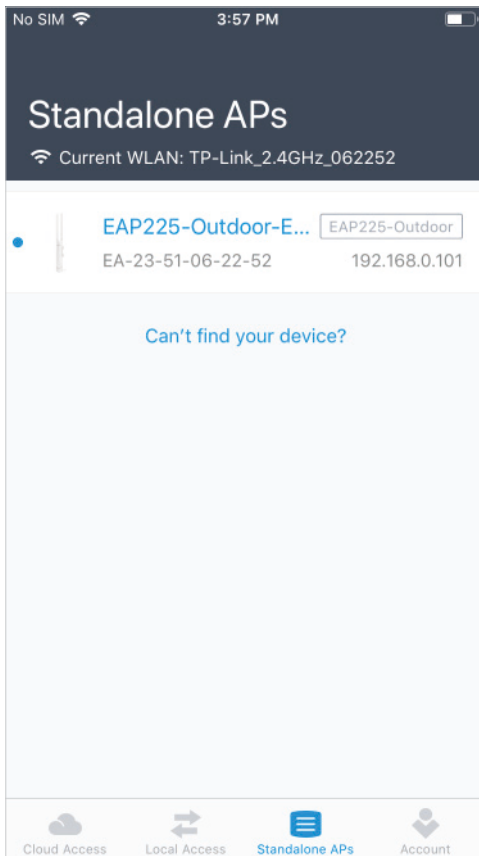 No SIM 3:57 PM
Standalone APs
Current WLAN: TP-Link_2.4GHz_062252
EAP225-Outdoor-E... EAP225-Outdoor
EA-23-51-06-22-52 192.168.0.101
Can't find your device?
Cloud Access Local Access Standalone APs Account